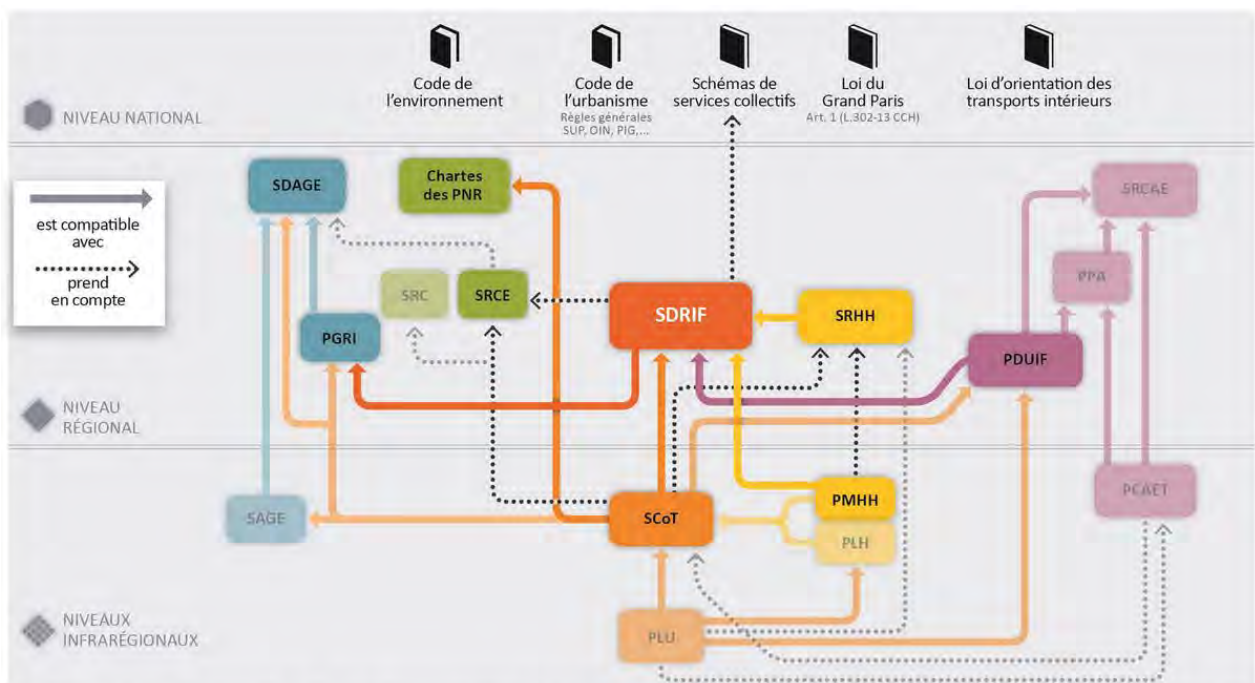 Code de
l'environnement
Code de
l'urbanisme
Règles générales
SUP, OIN, PIG,...
Schémas de
services collectifs
Loi du
Grand Paris
Art. 1 (L.302-13 CCH)
Loi d'orientation des
transports intérieurs
NIVEAU NATIONAL
SDAGE
Chartes
des PNR
SRCAE
est compatible
avec
prend
en compte
SRC
SRCE
SDRIF
SRHH
PPA
PGRI
PDUIF
NIVEAU
RÉGIONAL
SAGE
SCoT
PMHH
PLH
PCAET
NIVEAUX
INFRARÉGIONAUX
PLU